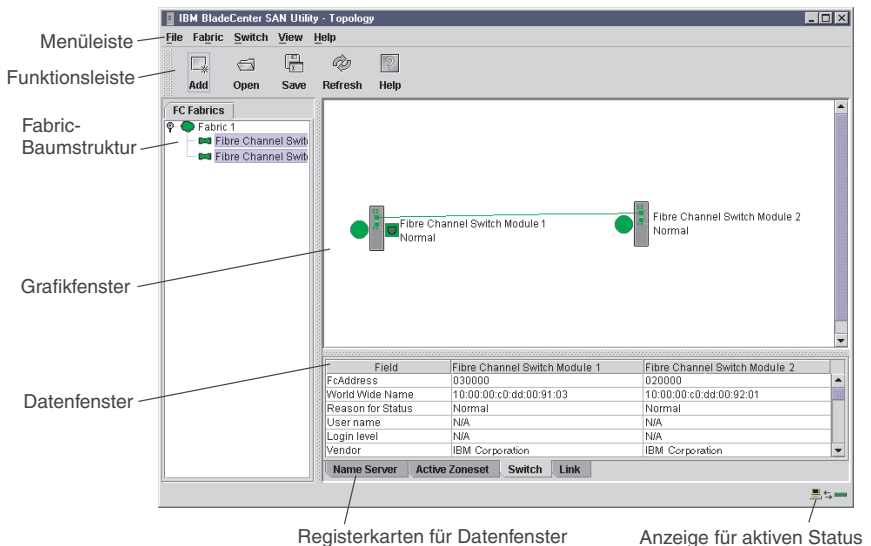 IBM BladeCenter SAN Utility - Topology
Menüleiste
File Fabric Switch View Help
Funktionsleiste
Add Open Save Refresh Help
FC Fabrics
Fabric-
Baumstruktur
Fabric 1
Fibre Channel Swit
Fibre Channel Swit
Fibre Channel Switch Module 1
Normal
Fibre Channel Switch Module 2
Normal
Grafikfenster
Datenfenster
Field Fibre Channel Switch Module 1 Fibre Channel Switch Module 2
FcAddress 030000 020000
World Wide Name 10:00:00:c0:dd:00:91:03 10:00:00:c0:dd:00:92:01
Reason for Status Normal Normal
User name N/A N/A
Login level N/A N/A
Vendor IBM Corporation IBM Corporation
Name Server Active Zoneset Switch Link
Registerkarten für Datenfenster
Anzeige für aktiven Status